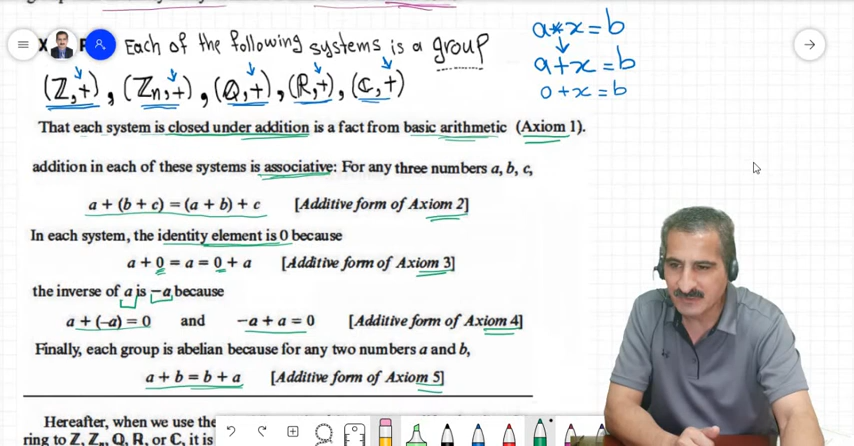 Each of the following systems is a group
a * x = b
a + x = b
0 + x = b
(Z, +), (Zn, +), (Q, +), (R, +), (C, +)
That each system is closed under addition is a fact from basic arithmetic (Axiom 1).
addition in each of these systems is associative: For any three numbers a, b, c,
a + (b + c) = (a + b) + c [Additive form of Axiom 2]
In each system, the identity element is 0 because
a + 0 = a = 0 + a [Additive form of Axiom 3]
the inverse of a is −a because
a + (−a) = 0 and −a + a = 0 [Additive form of Axiom 4]
Finally, each group is abelian because for any two numbers a and b,
a + b = b + a [Additive form of Axiom 5]
Hereafter, when we use the
ring to Z, Zn, Q, R, or C, it is